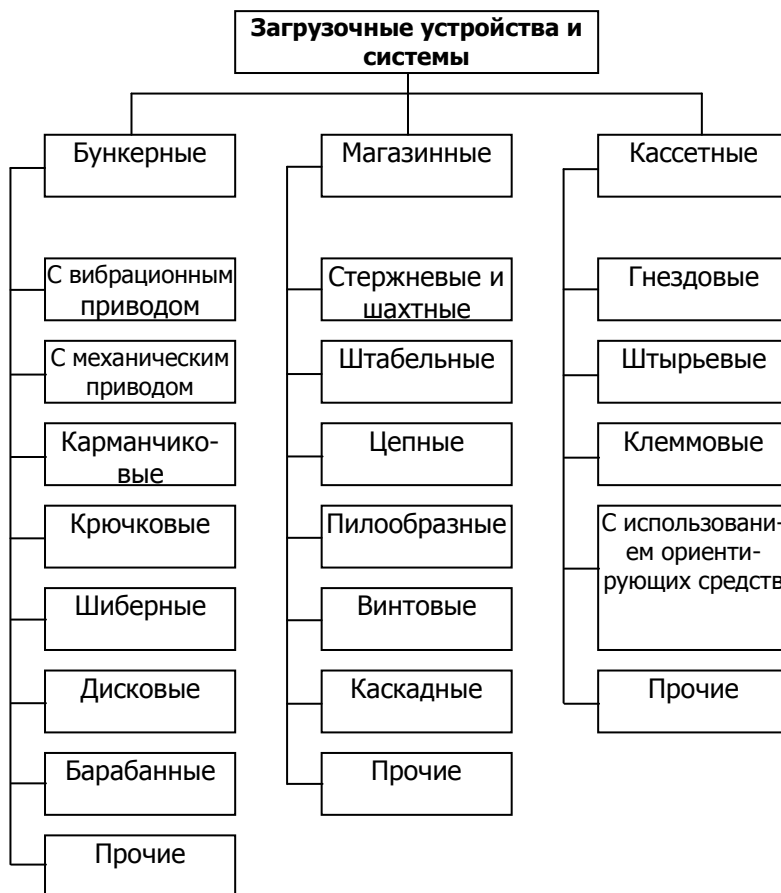 Загрузочные устройства и
системы
Бункерные
Магазинные
Кассетные
С вибрационным
приводом
Стержневые и
шахтные
Гнездовые
С механическим
приводом
Штабельные
Штырьевые
Карманчико-
вые
Цепные
Клеммовые
Крючковые
Пилообразные
С использовани-
ем ориенти-
рующих средств
Шиберные
Винтовые
Дисковые
Каскадные
Прочие
Барабанные
Прочие
Прочие